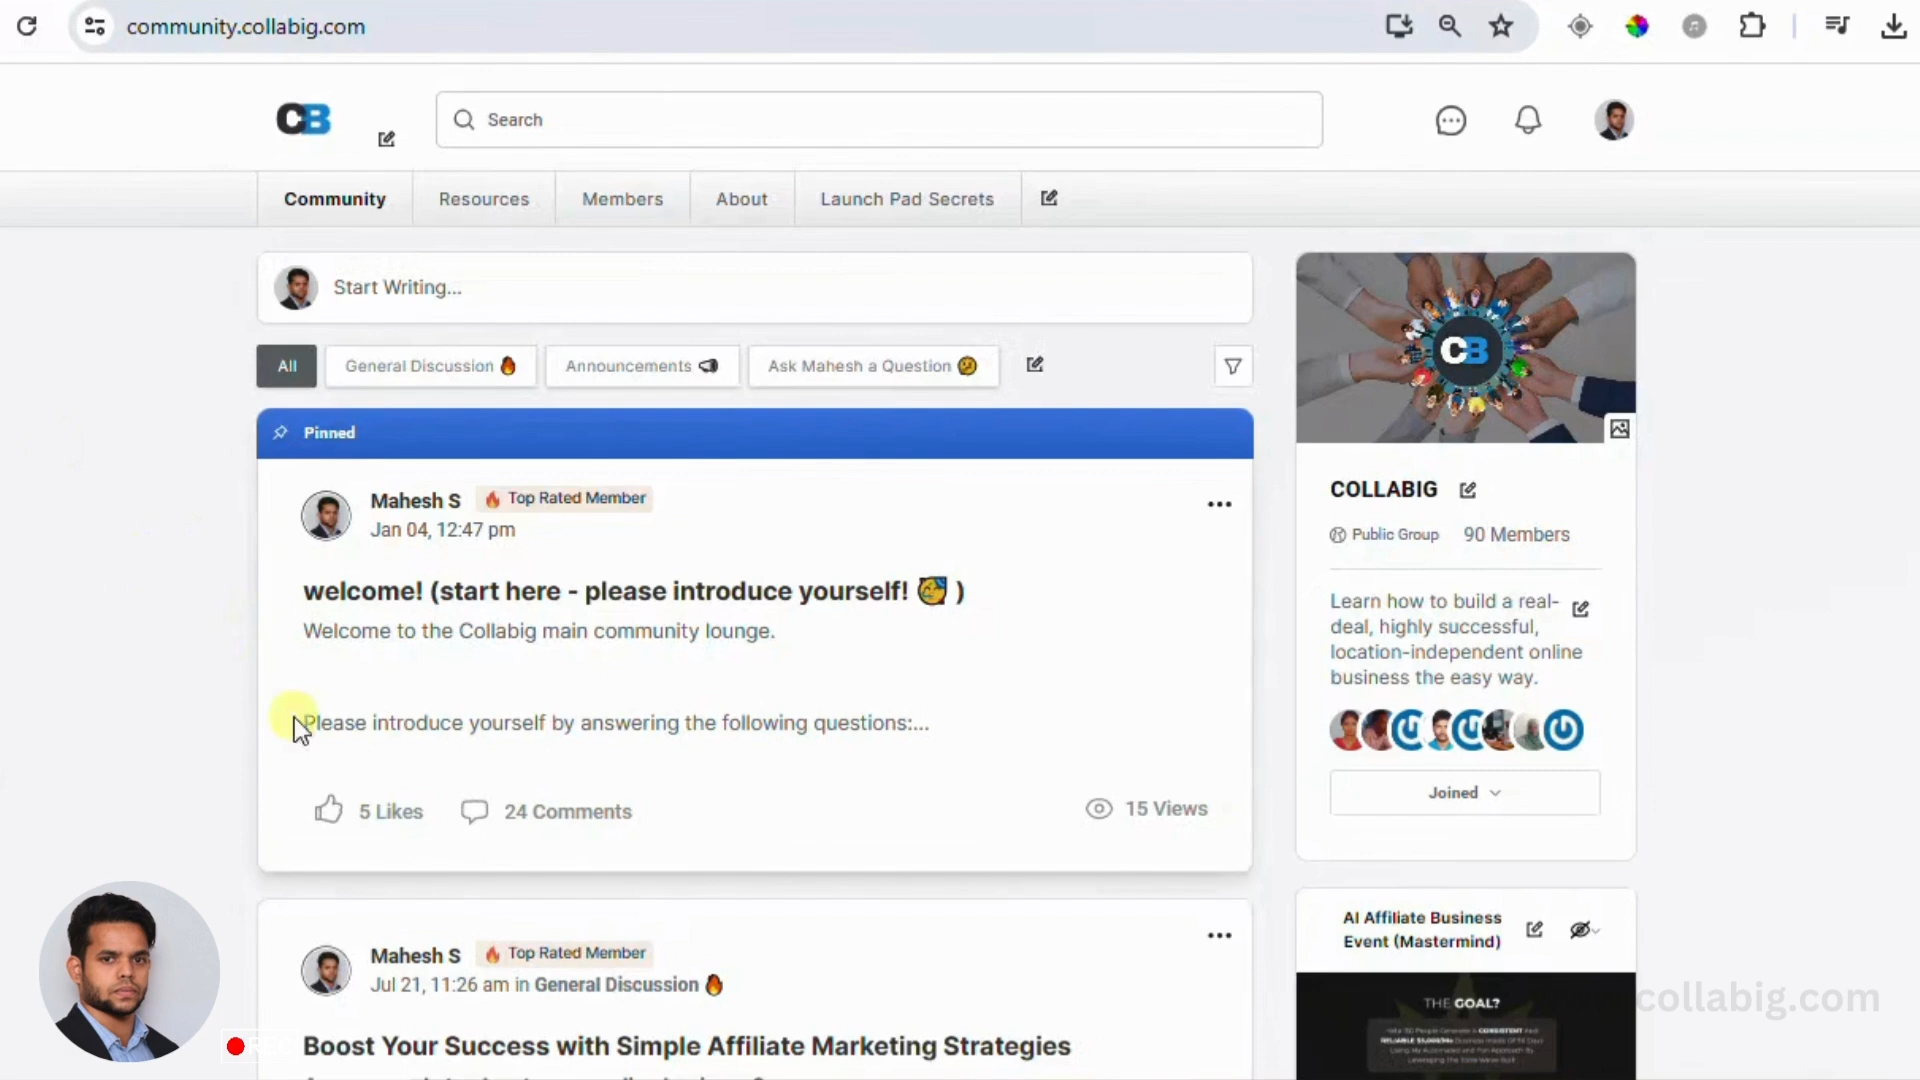 community.collabig.com
CB
Search
Community
Resources
Members
About
Launch Pad Secrets
Start Writing...
All
General Discussion 🔥
Announcements 📢
Ask Mahesh a Question 🤔
Pinned
Mahesh S 🔥 Top Rated Member
Jan 04, 12:47 pm
welcome! (start here - please introduce yourself! 🥳 )
Welcome to the Collabig main community lounge.
Please introduce yourself by answering the following questions:...
5 Likes
24 Comments
15 Views
Mahesh S 🔥 Top Rated Member
Jul 21, 11:26 am in General Discussion 🔥
Boost Your Success with Simple Affiliate Marketing Strategies
CB
COLLABIG
Public Group
90 Members
Learn how to build a real-
deal, highly successful,
location-independent online
business the easy way.
Joined
AI Affiliate Business
Event (Mastermind)
THE GOAL?
collabig.com